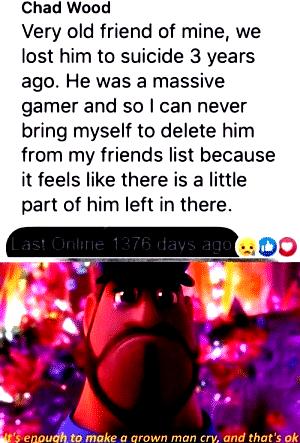 Chad Wood
Very old friend of mine, we
lost him to suicide 3 years
ago. He was a massive
gamer and so I can never
bring myself to delete him
from my friends list because
it feels like there is a little
part of him left in there.
Last Online 1376 days ago
It's enough to make a grown man cry, and that's ok